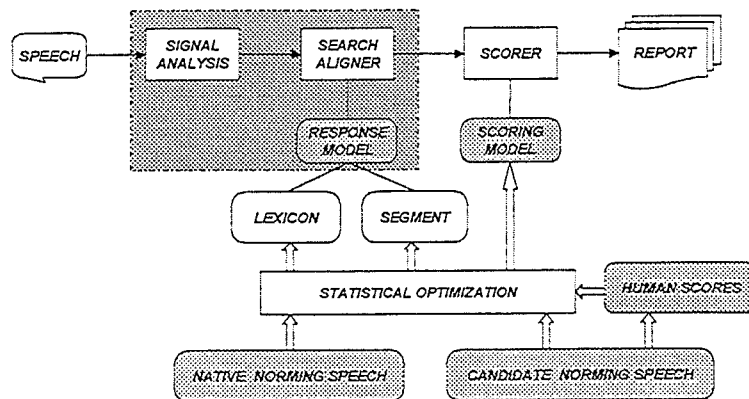 SPEECH
SIGNAL
ANALYSIS
SEARCH
ALIGNER
SCORER
REPORT
RESPONSE
MODEL
SCORING
MODEL
LEXICON
SEGMENT
STATISTICAL OPTIMIZATION
HUMAN SCORES
NATIVE NORMING SPEECH
CANDIDATE NORMING SPEECH